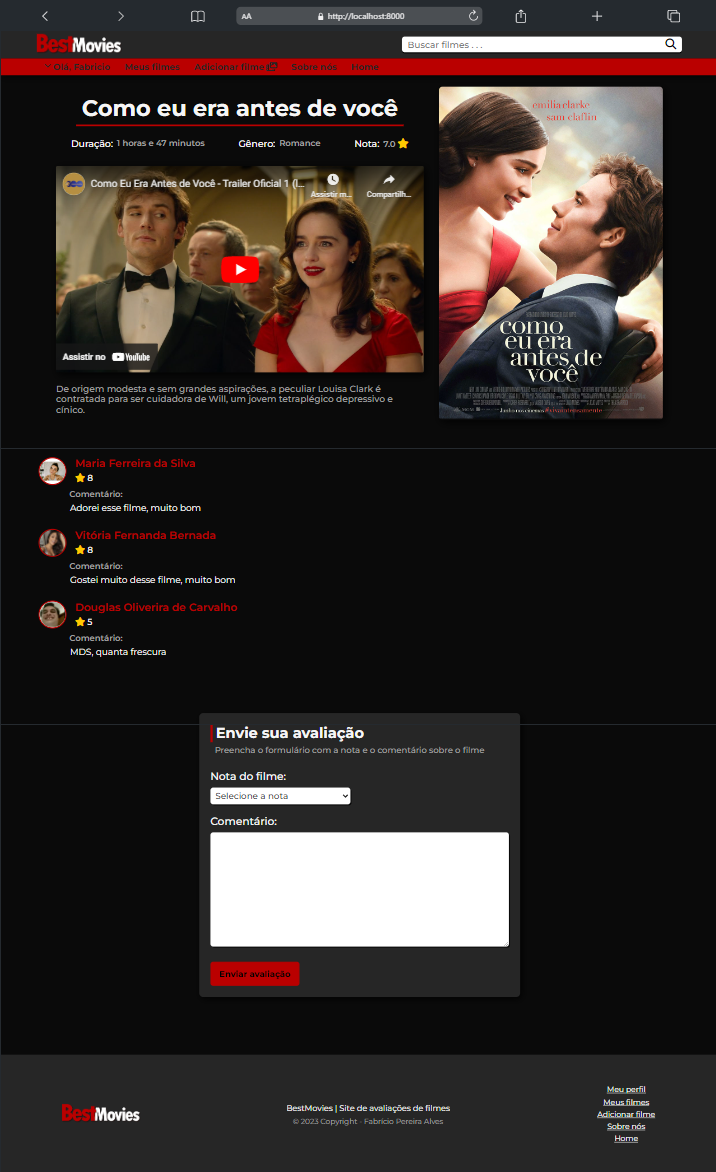 AA
http://localhost:8000
BestMovies
Buscar filmes . . .
Olá, Fabricio Meus filmes Adicionar filme Sobre nós Home
Como eu era antes de você
Duração: 1 horas e 47 minutos Gênero: Romance Nota: 7.0
Como Eu Era Antes de Você - Trailer Oficial 1 (l...
Assistir m... Compartilh...
Assistir no YouTube
De origem modesta e sem grandes aspirações, a peculiar Louisa Clark é
contratada para ser cuidadora de Will, um jovem tetraplégico depressivo e
cínico.
emilia clarke
sam claflin
como
eu era
antes de
você
Junho nos cinemas
Maria Ferreira da Silva
8
Comentário:
Adorei esse filme, muito bom
Vitória Fernanda Bernada
8
Comentário:
Gostei muito desse filme, muito bom
Douglas Oliverira de Carvalho
5
Comentário:
MDS, quanta frescura
Envie sua avaliação
Preencha o formulário com a nota e o comentário sobre o filme
Nota do filme:
Selecione a nota
Comentário:
Enviar avaliação
BestMovies
BestMovies | Site de avaliações de filmes
© 2023 Copyright - Fabrício Pereira Alves
Meu perfil
Meus filmes
Adicionar filme
Sobre nós
Home